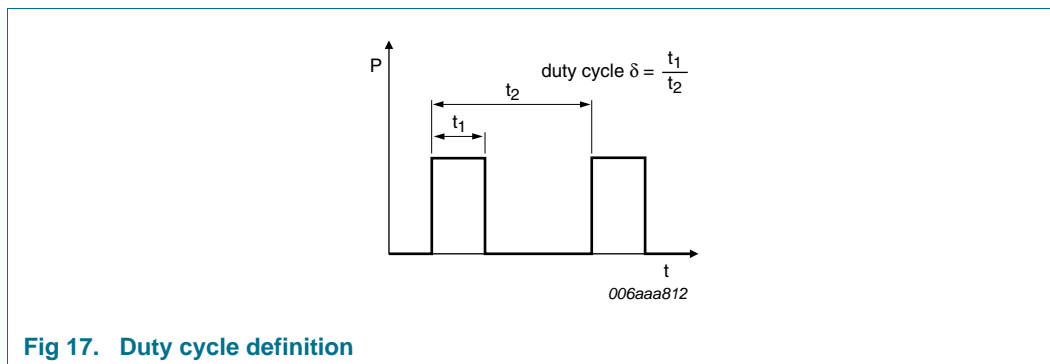 P
duty cycle δ = t1
t2
t2
t1
t
006aaa812
Fig 17. Duty cycle definition